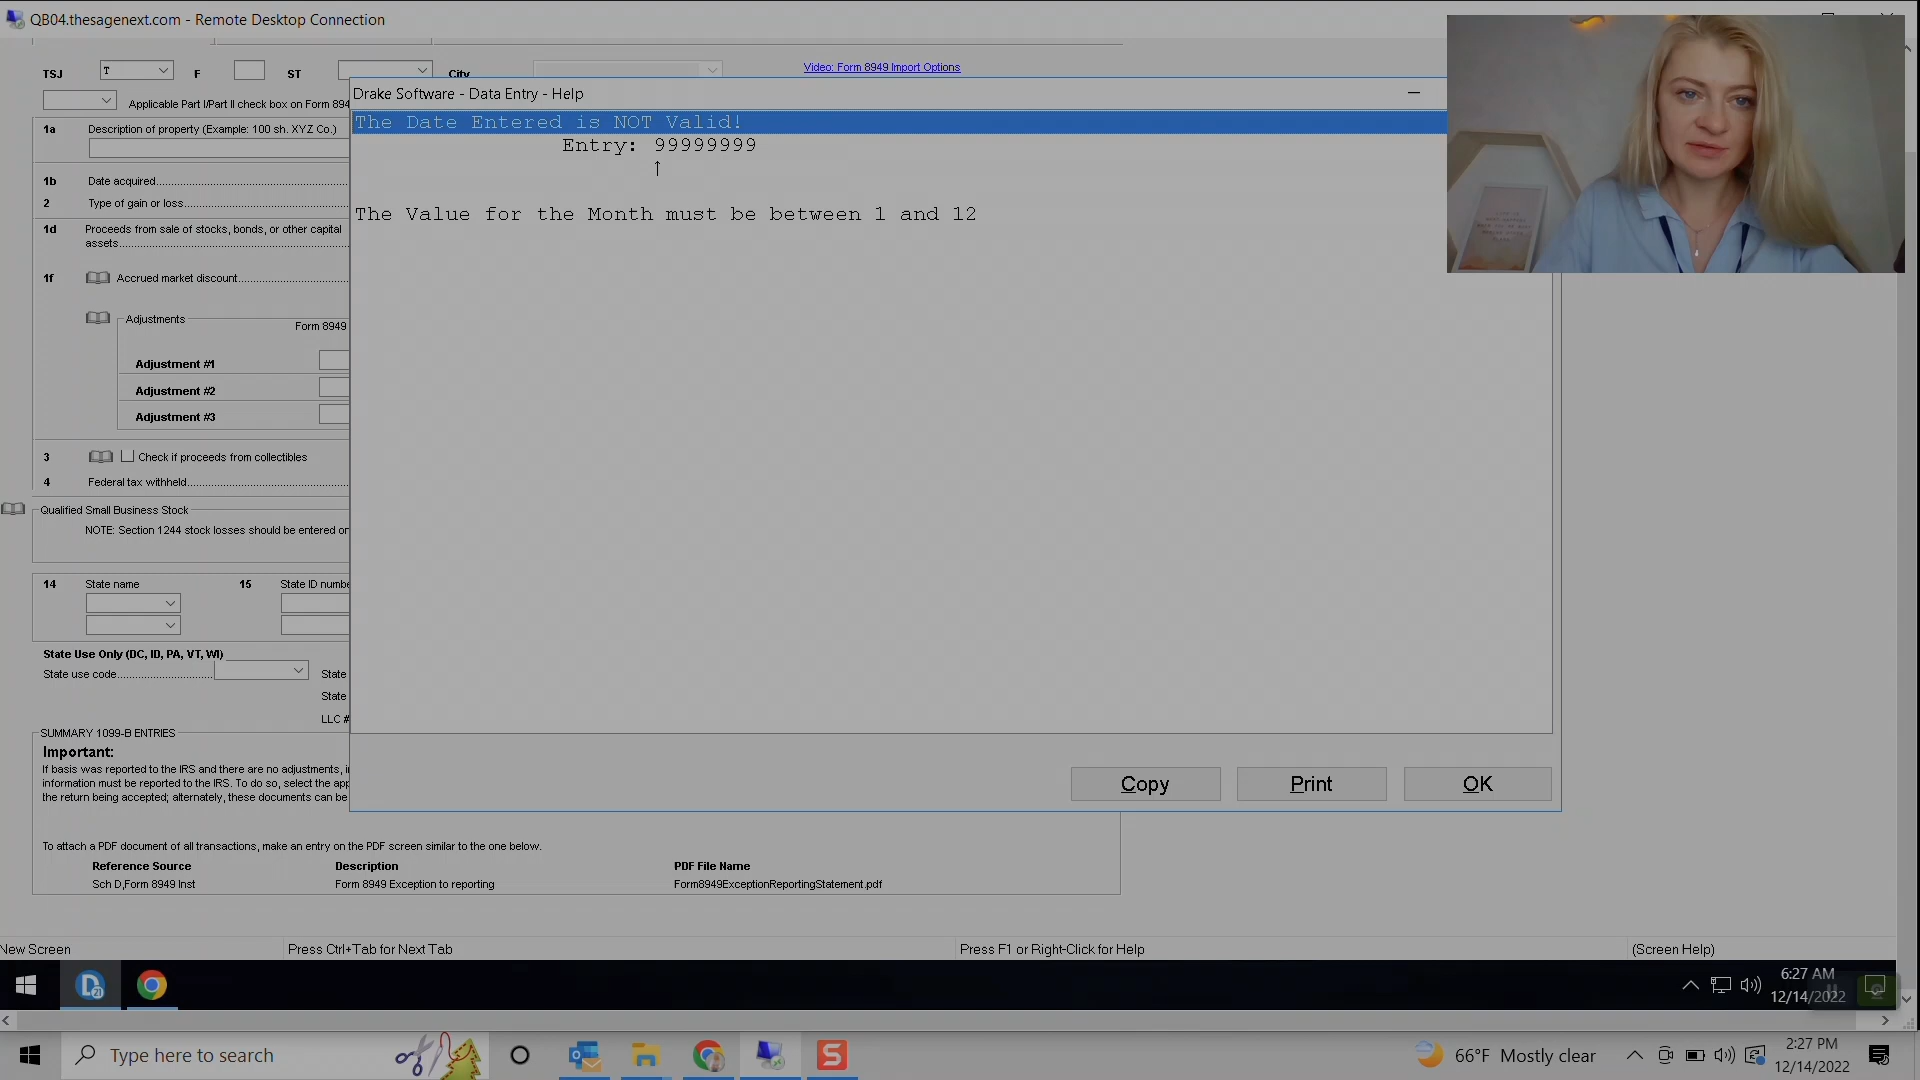 QB04.thesagenext.com - Remote Desktop Connection
TSJ T F ST City Video: Form 8949 Import Options
Applicable Part I/Part II check box on Form 894
Drake Software - Data Entry - Help
The Date Entered is NOT Valid!
Entry: 99999999
↑
The Value for the Month must be between 1 and 12
1a Description of property (Example: 100 sh. XYZ Co.)
1b Date acquired
2 Type of gain or loss
1d Proceeds from sale of stocks, bonds, or other capital
assets
1f Accrued market discount
Adjustments
Form 8949
Adjustment #1
Adjustment #2
Adjustment #3
3 Check if proceeds from collectibles
4 Federal tax withheld
Qualified Small Business Stock
NOTE: Section 1244 stock losses should be entered on
14 State name 15 State ID numbe
State Use Only (DC, ID, PA, VT, WI)
State use code State
State
LLC #
SUMMARY 1099-B ENTRIES
Important:
If basis was reported to the IRS and there are no adjustments, i
information must be reported to the IRS. To do so, select the app
the return being accepted; alternately, these documents can be
Copy Print OK
To attach a PDF document of all transactions, make an entry on the PDF screen similar to the one below.
Reference Source Description PDF File Name
Sch D,Form 8949 Inst Form 8949 Exception to reporting Form8949ExceptionReportingStatement.pdf
New Screen Press Ctrl+Tab for Next Tab Press F1 or Right-Click for Help (Screen Help)
D 21
6:27 AM
12/14/2022
Type here to search S 66°F Mostly clear
2:27 PM
12/14/2022